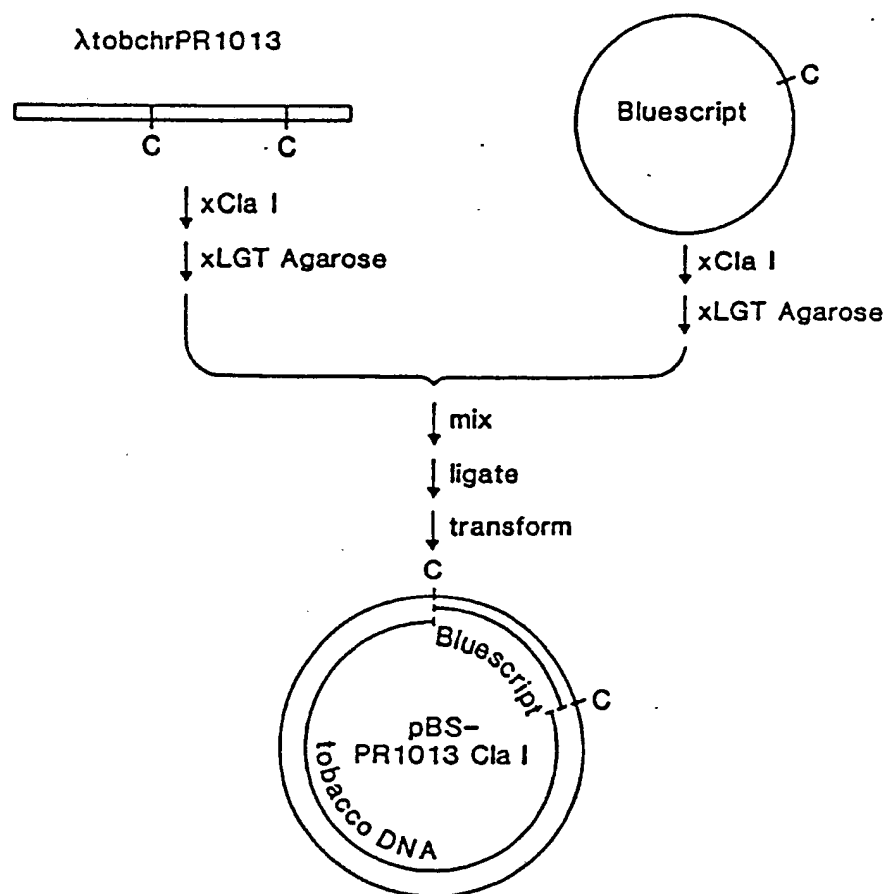 λtobchrPR1013
C
C
xCla I
xLGT Agarose
Bluescript
C
xCla I
xLGT Agarose
mix
ligate
transform
C
Bluescript
C
pBS-
PR1013 Cla I
tobacco DNA